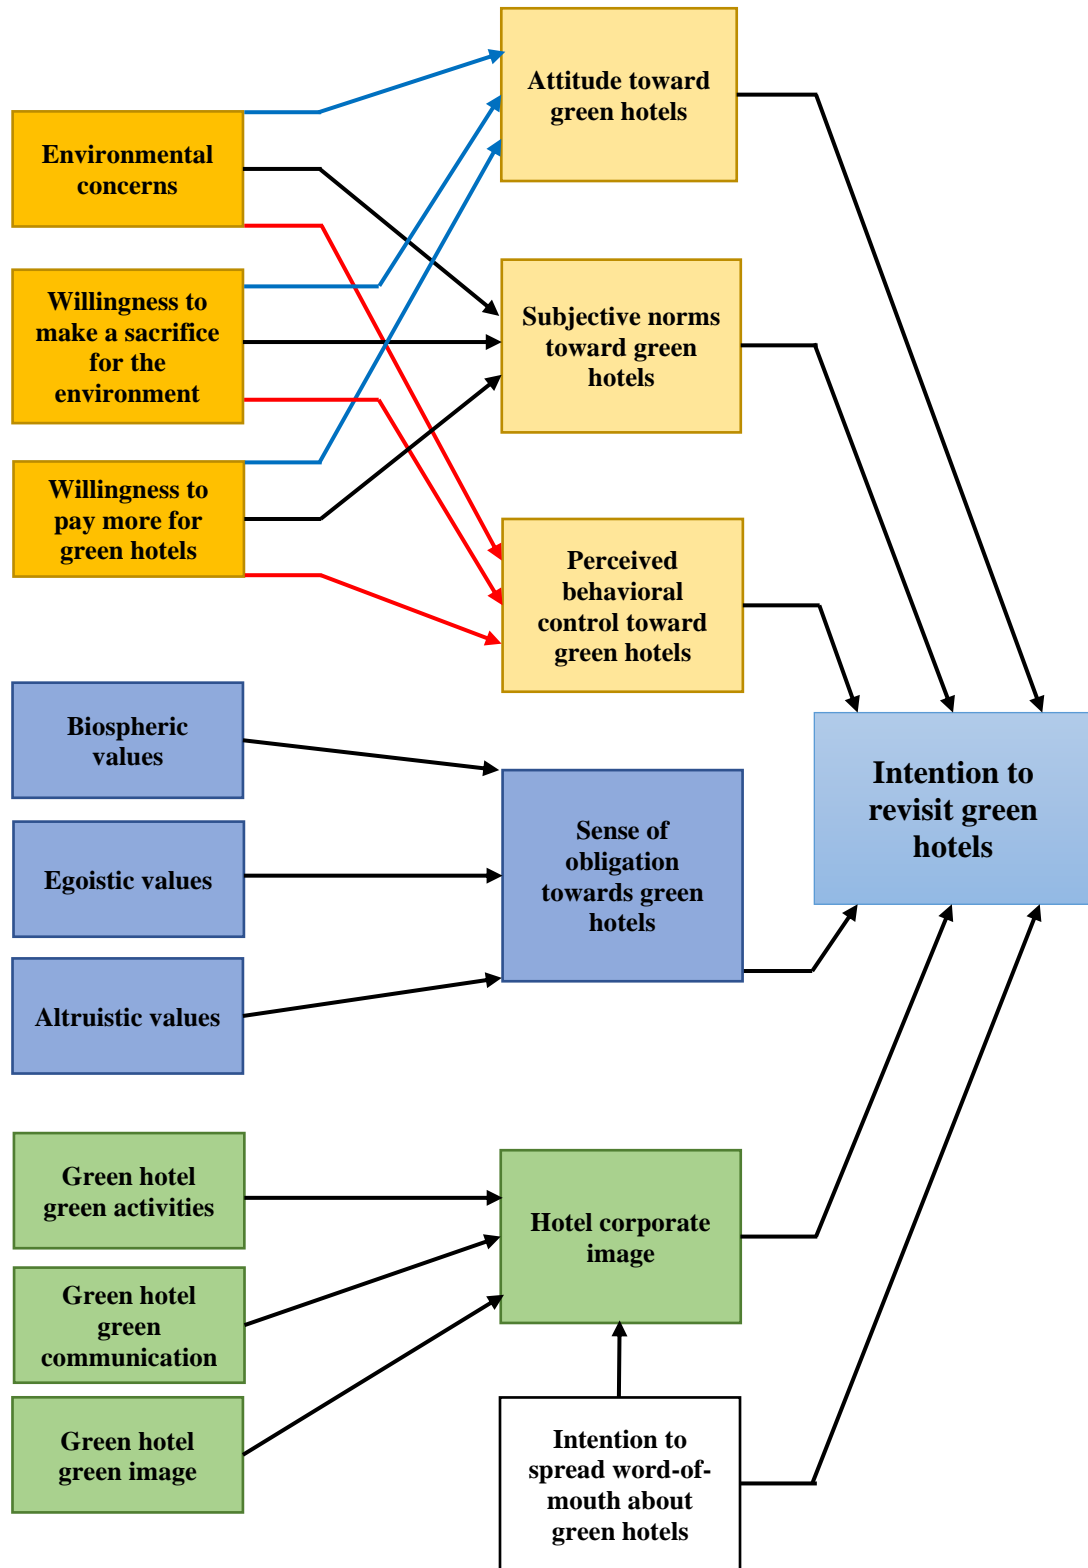 Attitude toward
green hotels
Environmental
concerns
Willingness to
make a sacrifice
for the
environment
Subjective norms
toward green
hotels
Willingness to
pay more for
green hotels
Perceived
behavioral
control toward
green hotels
Biospheric
values
Intention to
revisit green
hotels
Sense of
obligation
towards green
hotels
Egoistic values
Altruistic values
Green hotel
green activities
Hotel corporate
image
Green hotel
green
communication
Green hotel
green image
Intention to
spread word-of-
mouth about
green hotels